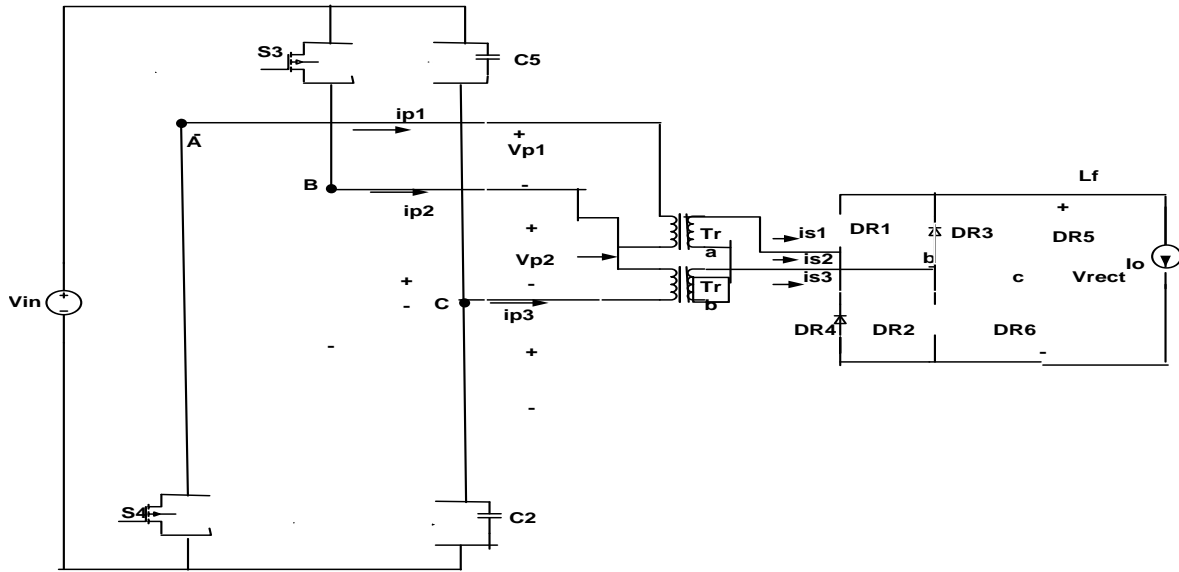 S3
C5
ip1
A
+
Vp1
-
B
ip2
-
Lf
+
is1
DR1
DR3
DR5
Tr
a
+
Vp2
is2
b
Io
is3
c
Vrect
Vin
+
-
+
-
C
-
Tr
b
ip3
DR4
DR2
DR6
-
-
+
-
S4
C2